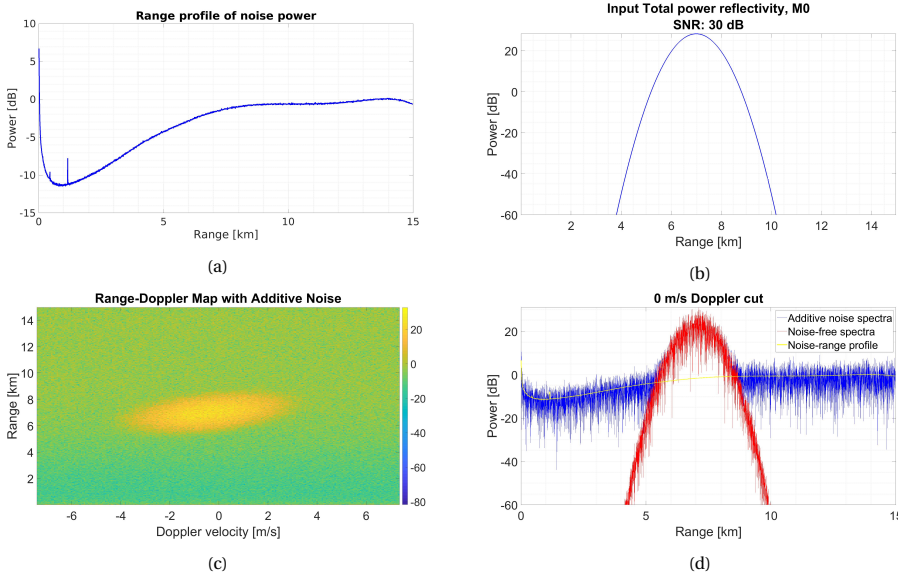 Range profile of noise power
10
5
0
-5
-10
-15
Power [dB]
0
5
10
15
Range [km]
(a)
Input Total power reflectivity, M0
SNR: 30 dB
20
0
-20
-40
-60
Power [dB]
2
4
6
8
10
12
14
Range [km]
(b)
Range-Doppler Map with Additive Noise
14
12
10
8
6
4
2
Range [km]
-6
-4
-2
0
2
4
6
Doppler velocity [m/s]
20
0
-20
-40
-60
-80
(c)
0 m/s Doppler cut
Additive noise spectra
Noise-free spectra
Noise-range profile
20
0
-20
-40
-60
Power [dB]
0
5
10
15
Range [km]
(d)